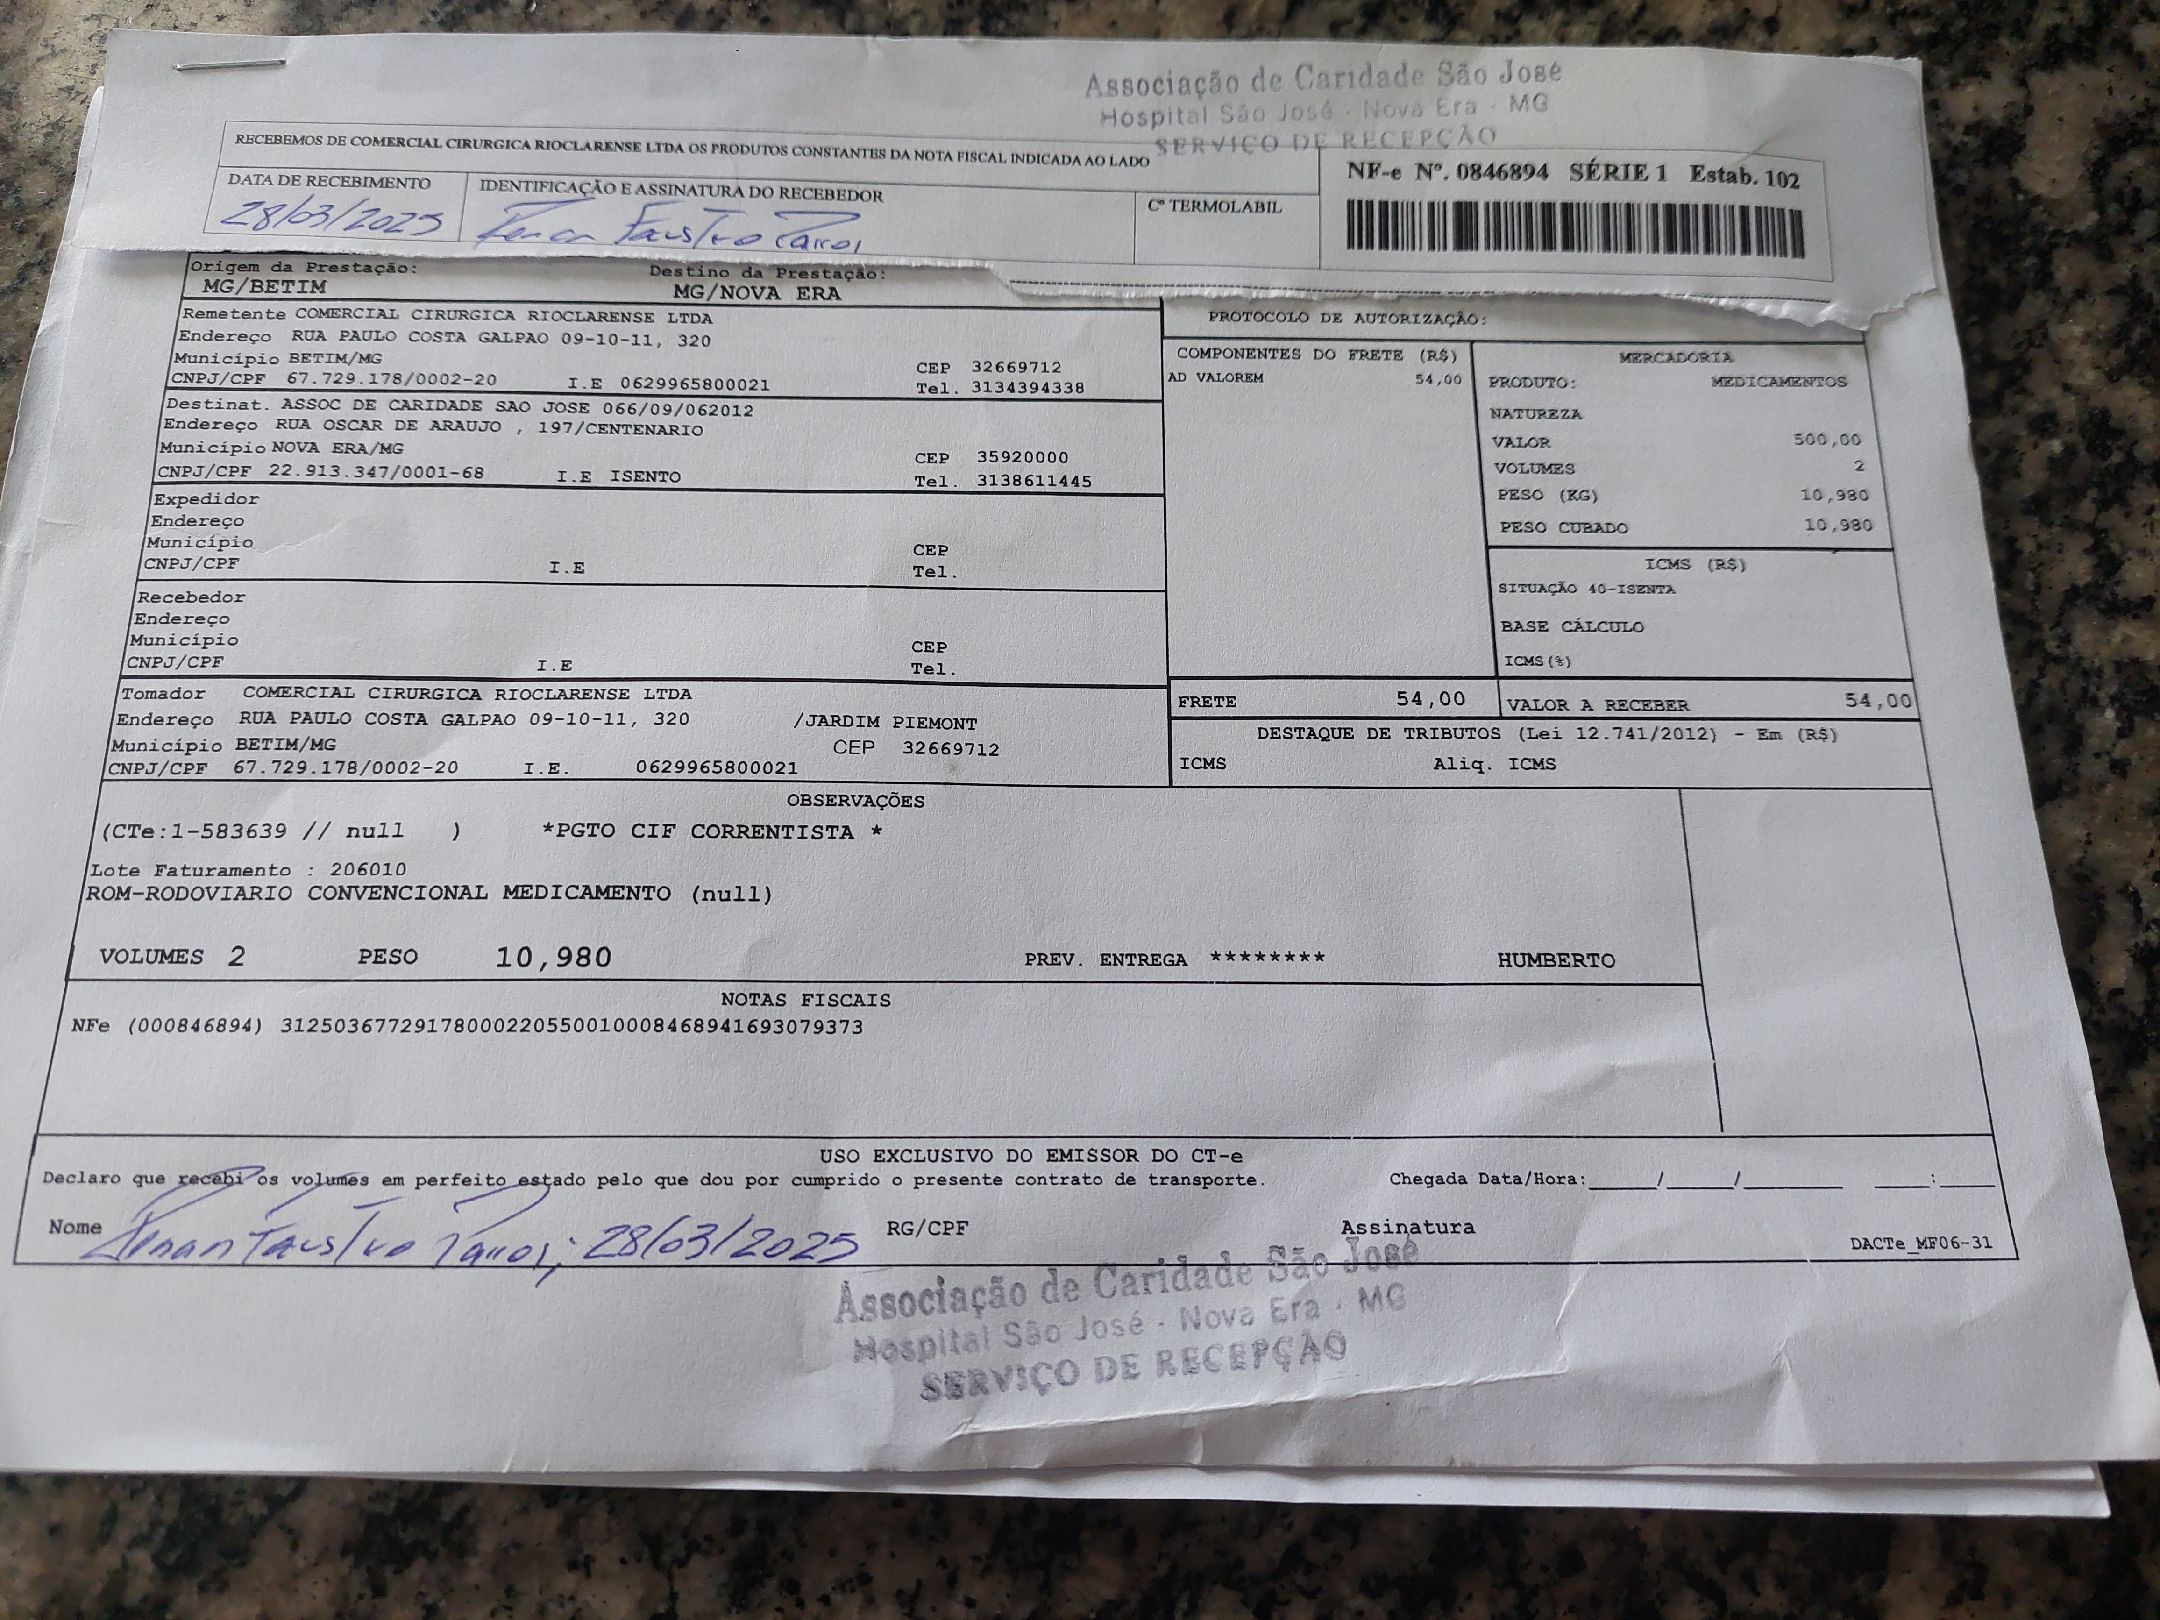 Associação de Caridade São José
Hospital São José - Nova Era - MG
SERVIÇO DE RECEPÇÃO
RECEBEMOS DE COMERCIAL CIRURGICA RIOCLARENSE LTDA OS PRODUTOS CONSTANTES DA NOTA FISCAL INDICADA AO LADO
NF-e Nº. 0846894 SÉRIE 1 Estab. 102
DATA DE RECEBIMENTO
IDENTIFICAÇÃO E ASSINATURA DO RECEBEDOR
Cº TERMOLABIL
28/03/2025
Renan Fausto
Origem da Prestação:
Destino da Prestação:
MG/BETIM
MG/NOVA ERA
Remetente COMERCIAL CIRURGICA RIOCLARENSE LTDA
Endereço RUA PAULO COSTA GALPAO 09-10-11, 320
Município BETIM/MG
CEP 32669712
CNPJ/CPF 67.729.178/0002-20 I.E 0629965800021
Tel. 3134394338
Destinat. ASSOC DE CARIDADE SAO JOSE 066/09/062012
Endereço RUA OSCAR DE ARAUJO , 197/CENTENARIO
Município NOVA ERA/MG
CEP 35920000
CNPJ/CPF 22.913.347/0001-68 I.E ISENTO
Tel. 3138611445
Expedidor
Endereço
Município
CEP
CNPJ/CPF I.E
Tel.
Recebedor
Endereço
Município
CEP
CNPJ/CPF I.E
Tel.
Tomador COMERCIAL CIRURGICA RIOCLARENSE LTDA
Endereço RUA PAULO COSTA GALPAO 09-10-11, 320 /JARDIM PIEMONT
Município BETIM/MG CEP 32669712
CNPJ/CPF 67.729.178/0002-20 I.E. 0629965800021
PROTOCOLO DE AUTORIZAÇÃO:
COMPONENTES DO FRETE (R$)
AD VALOREM 54,00
MERCADORIA
PRODUTO: MEDICAMENTOS
NATUREZA
VALOR 500,00
VOLUMES 2
PESO (KG) 10,980
PESO CUBADO 10,980
ICMS (R$)
SITUAÇÃO 40-ISENTA
BASE CÁLCULO
ICMS(%)
FRETE 54,00
VALOR A RECEBER 54,00
DESTAQUE DE TRIBUTOS (Lei 12.741/2012) - Em (R$)
ICMS Aliq. ICMS
OBSERVAÇÕES
(CTe:1-583639 // null ) *PGTO CIF CORRENTISTA *
Lote Faturamento : 206010
ROM-RODOVIARIO CONVENCIONAL MEDICAMENTO (null)
VOLUMES 2 PESO 10,980 PREV. ENTREGA ******** HUMBERTO
NOTAS FISCAIS
NFe (000846894) 31250367729178000220550010008468941693079373
USO EXCLUSIVO DO EMISSOR DO CT-e
Declaro que recebi os volumes em perfeito estado pelo que dou por cumprido o presente contrato de transporte.
Chegada Data/Hora:_____/_____/________ ____:____
Nome Renan Fausto 28/03/2025 RG/CPF Assinatura
DACTe_MF06-31
Associação de Caridade São José
Hospital São José - Nova Era - MG
SERVIÇO DE RECEPÇÃO